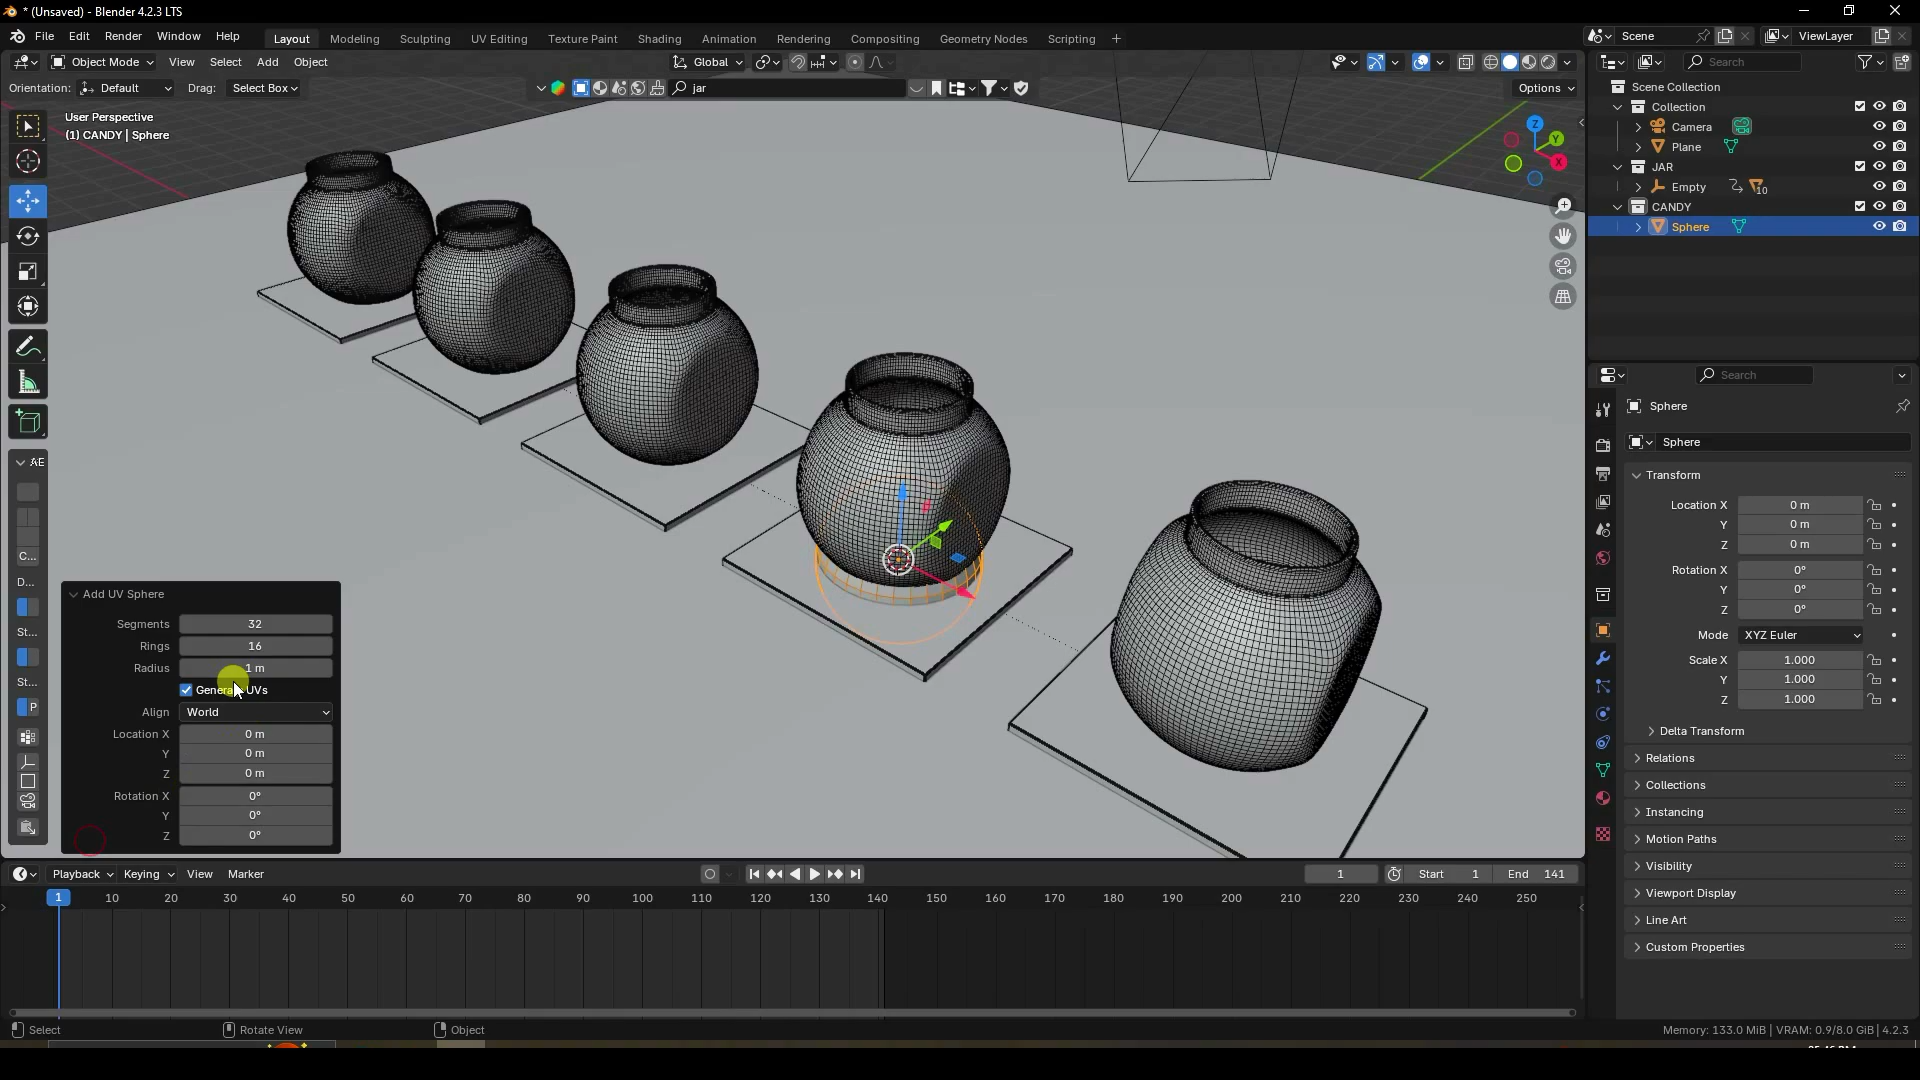 * (Unsaved) - Blender 4.2.3 LTS
File Edit Render Window Help
Layout Modeling Sculpting UV Editing Texture Paint Shading Animation Rendering Compositing Geometry Nodes Scripting +
Scene ViewLayer
Object Mode View Select Add Object
Global
Search
Orientation: Default Drag: Select Box
jar
Options
User Perspective
(1) CANDY | Sphere
Z
Y
X
Scene Collection
Collection
Camera
Plane
JAR
Empty 10
CANDY
Sphere
Search
Sphere
Sphere
Transform
Location X 0 m
Y 0 m
Z 0 m
Rotation X 0°
Y 0°
Z 0°
Mode XYZ Euler
Scale X 1.000
Y 1.000
Z 1.000
Delta Transform
Relations
Collections
Instancing
Motion Paths
Visibility
Viewport Display
Line Art
Custom Properties
AE
C...
D...
St...
St...
P
Add UV Sphere
Segments 32
Rings 16
Radius 1 m
UVs
Align World
Location X 0 m
Y 0 m
Z 0 m
Rotation X 0°
Y 0°
Z 0°
Playback Keying View Marker
1 Start 1 End 141
1 10 20 30 40 50 60 70 80 90 100 110 120 130 140 150 160 170 180 190 200 210 220 230 240 250
Select Rotate View Object
Memory: 133.0 MiB | VRAM: 0.9/8.0 GiB | 4.2.3